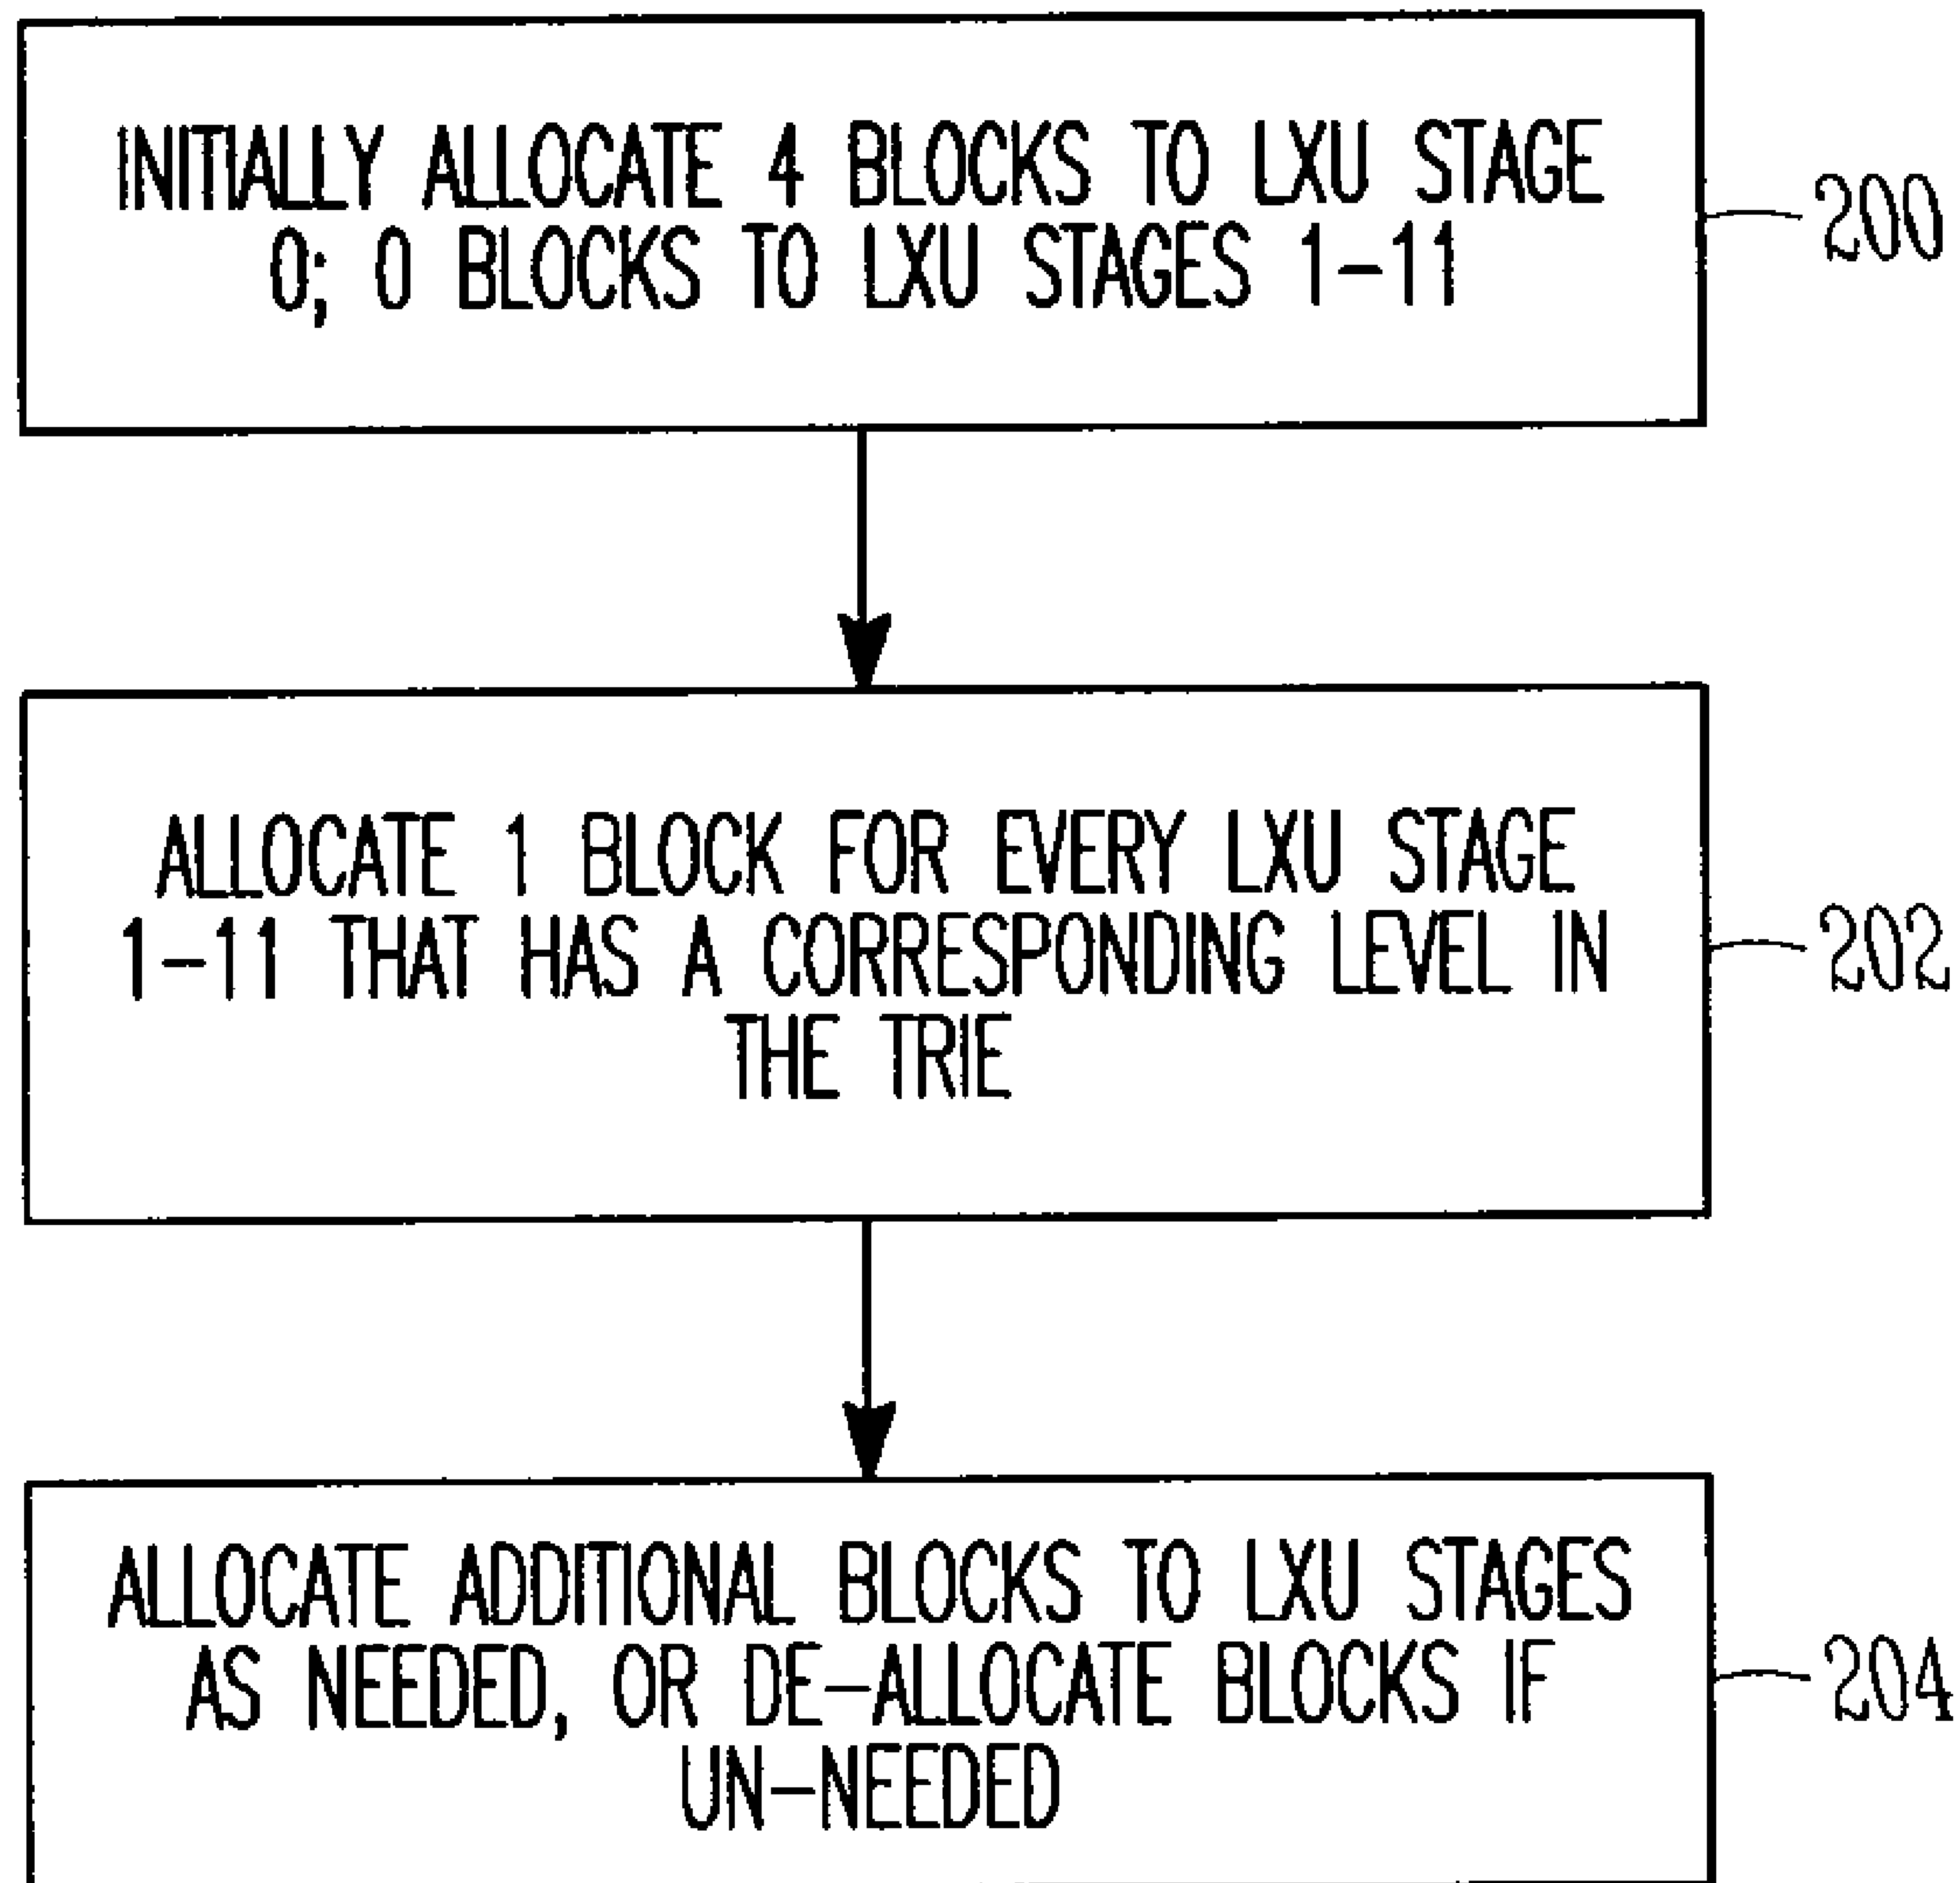 INITIALLY ALLOCATE 4 BLOCKS TO LXU STAGE
0; 0 BLOCKS TO LXU STAGES 1-11
200
ALLOCATE 1 BLOCK FOR EVERY LXU STAGE
1-11 THAT HAS A CORRESPONDING LEVEL IN
THE TRIE
202
ALLOCATE ADDITIONAL BLOCKS TO LXU STAGES
AS NEEDED, OR DE-ALLOCATE BLOCKS IF
UN-NEEDED
204